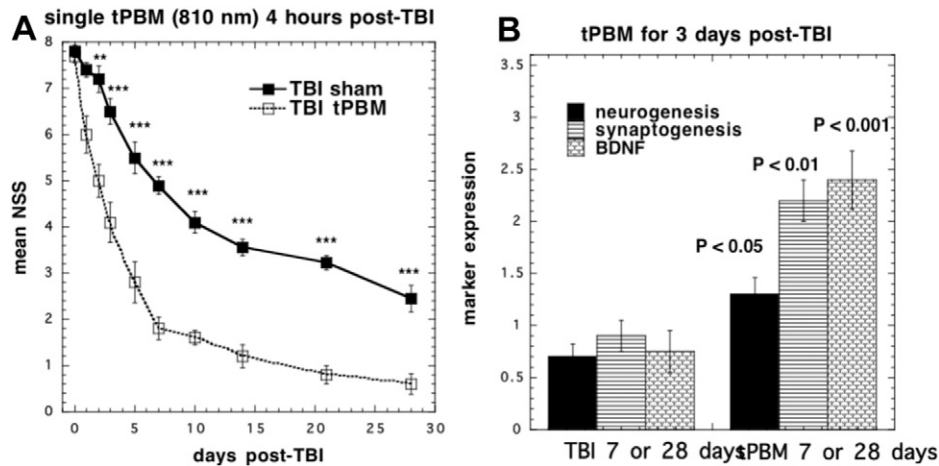 A
single tPBM (810 nm) 4 hours post-TBI
8
7
6
5
4
3
2
1
0
mean NSS
**
***
***
***
***
***
***
***
TBI sham
TBI tPBM
0 5 10 15 20 25 30
days post-TBI
B
tPBM for 3 days post-TBI
3.5
3
2.5
2
1.5
1
0.5
0
marker expression
neurogenesis
synaptogenesis
BDNF
P < 0.001
P < 0.01
P < 0.05
TBI 7 or 28 days
tPBM 7 or 28 days